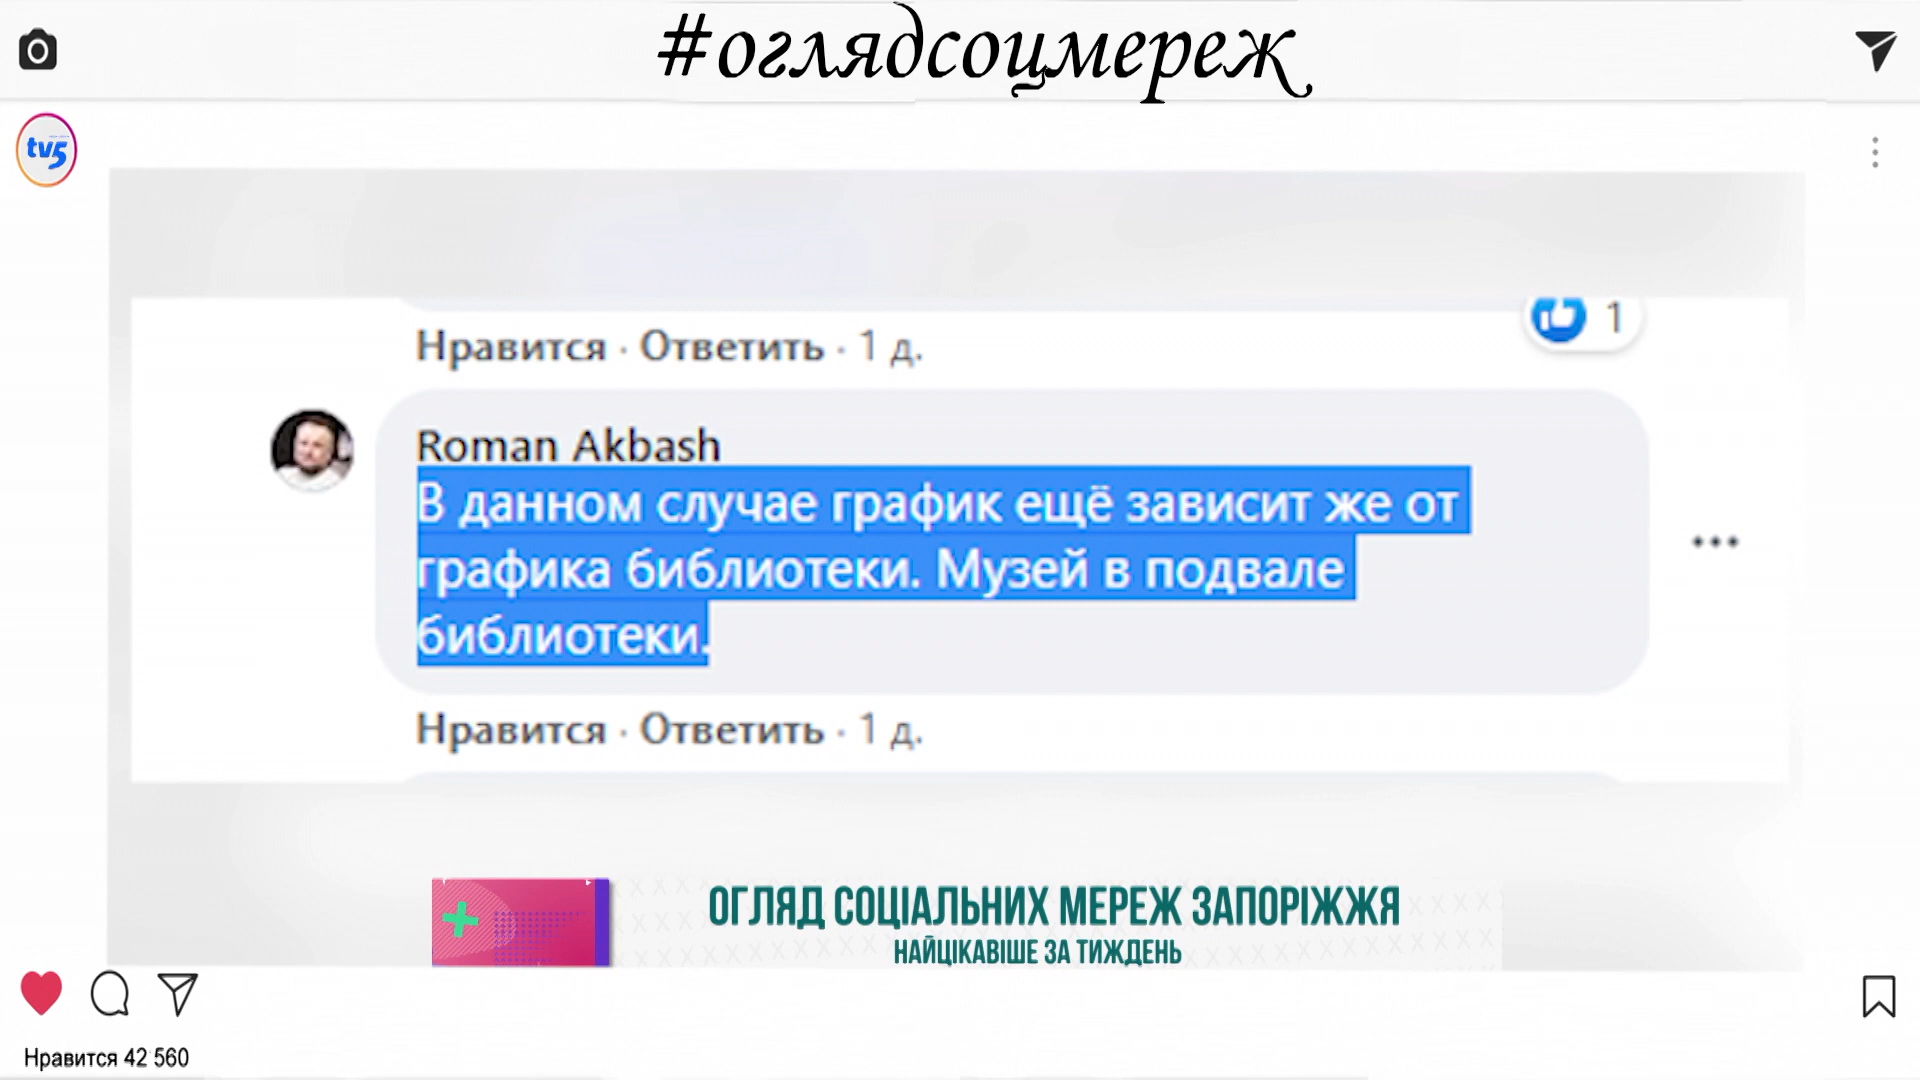 #оглядсоцмереж
tv5
1
Нравится · Ответить · 1 д.
Roman Akbash
В данном случае график ещё зависит же от
графика библиотеки. Музей в подвале
библиотеки.
Нравится · Ответить · 1 д.
ОГЛЯД СОЦІАЛЬНИХ МЕРЕЖ ЗАПОРІЖЖЯ
НАЙЦІКАВІШЕ ЗА ТИЖДЕНЬ
Нравится 42 560